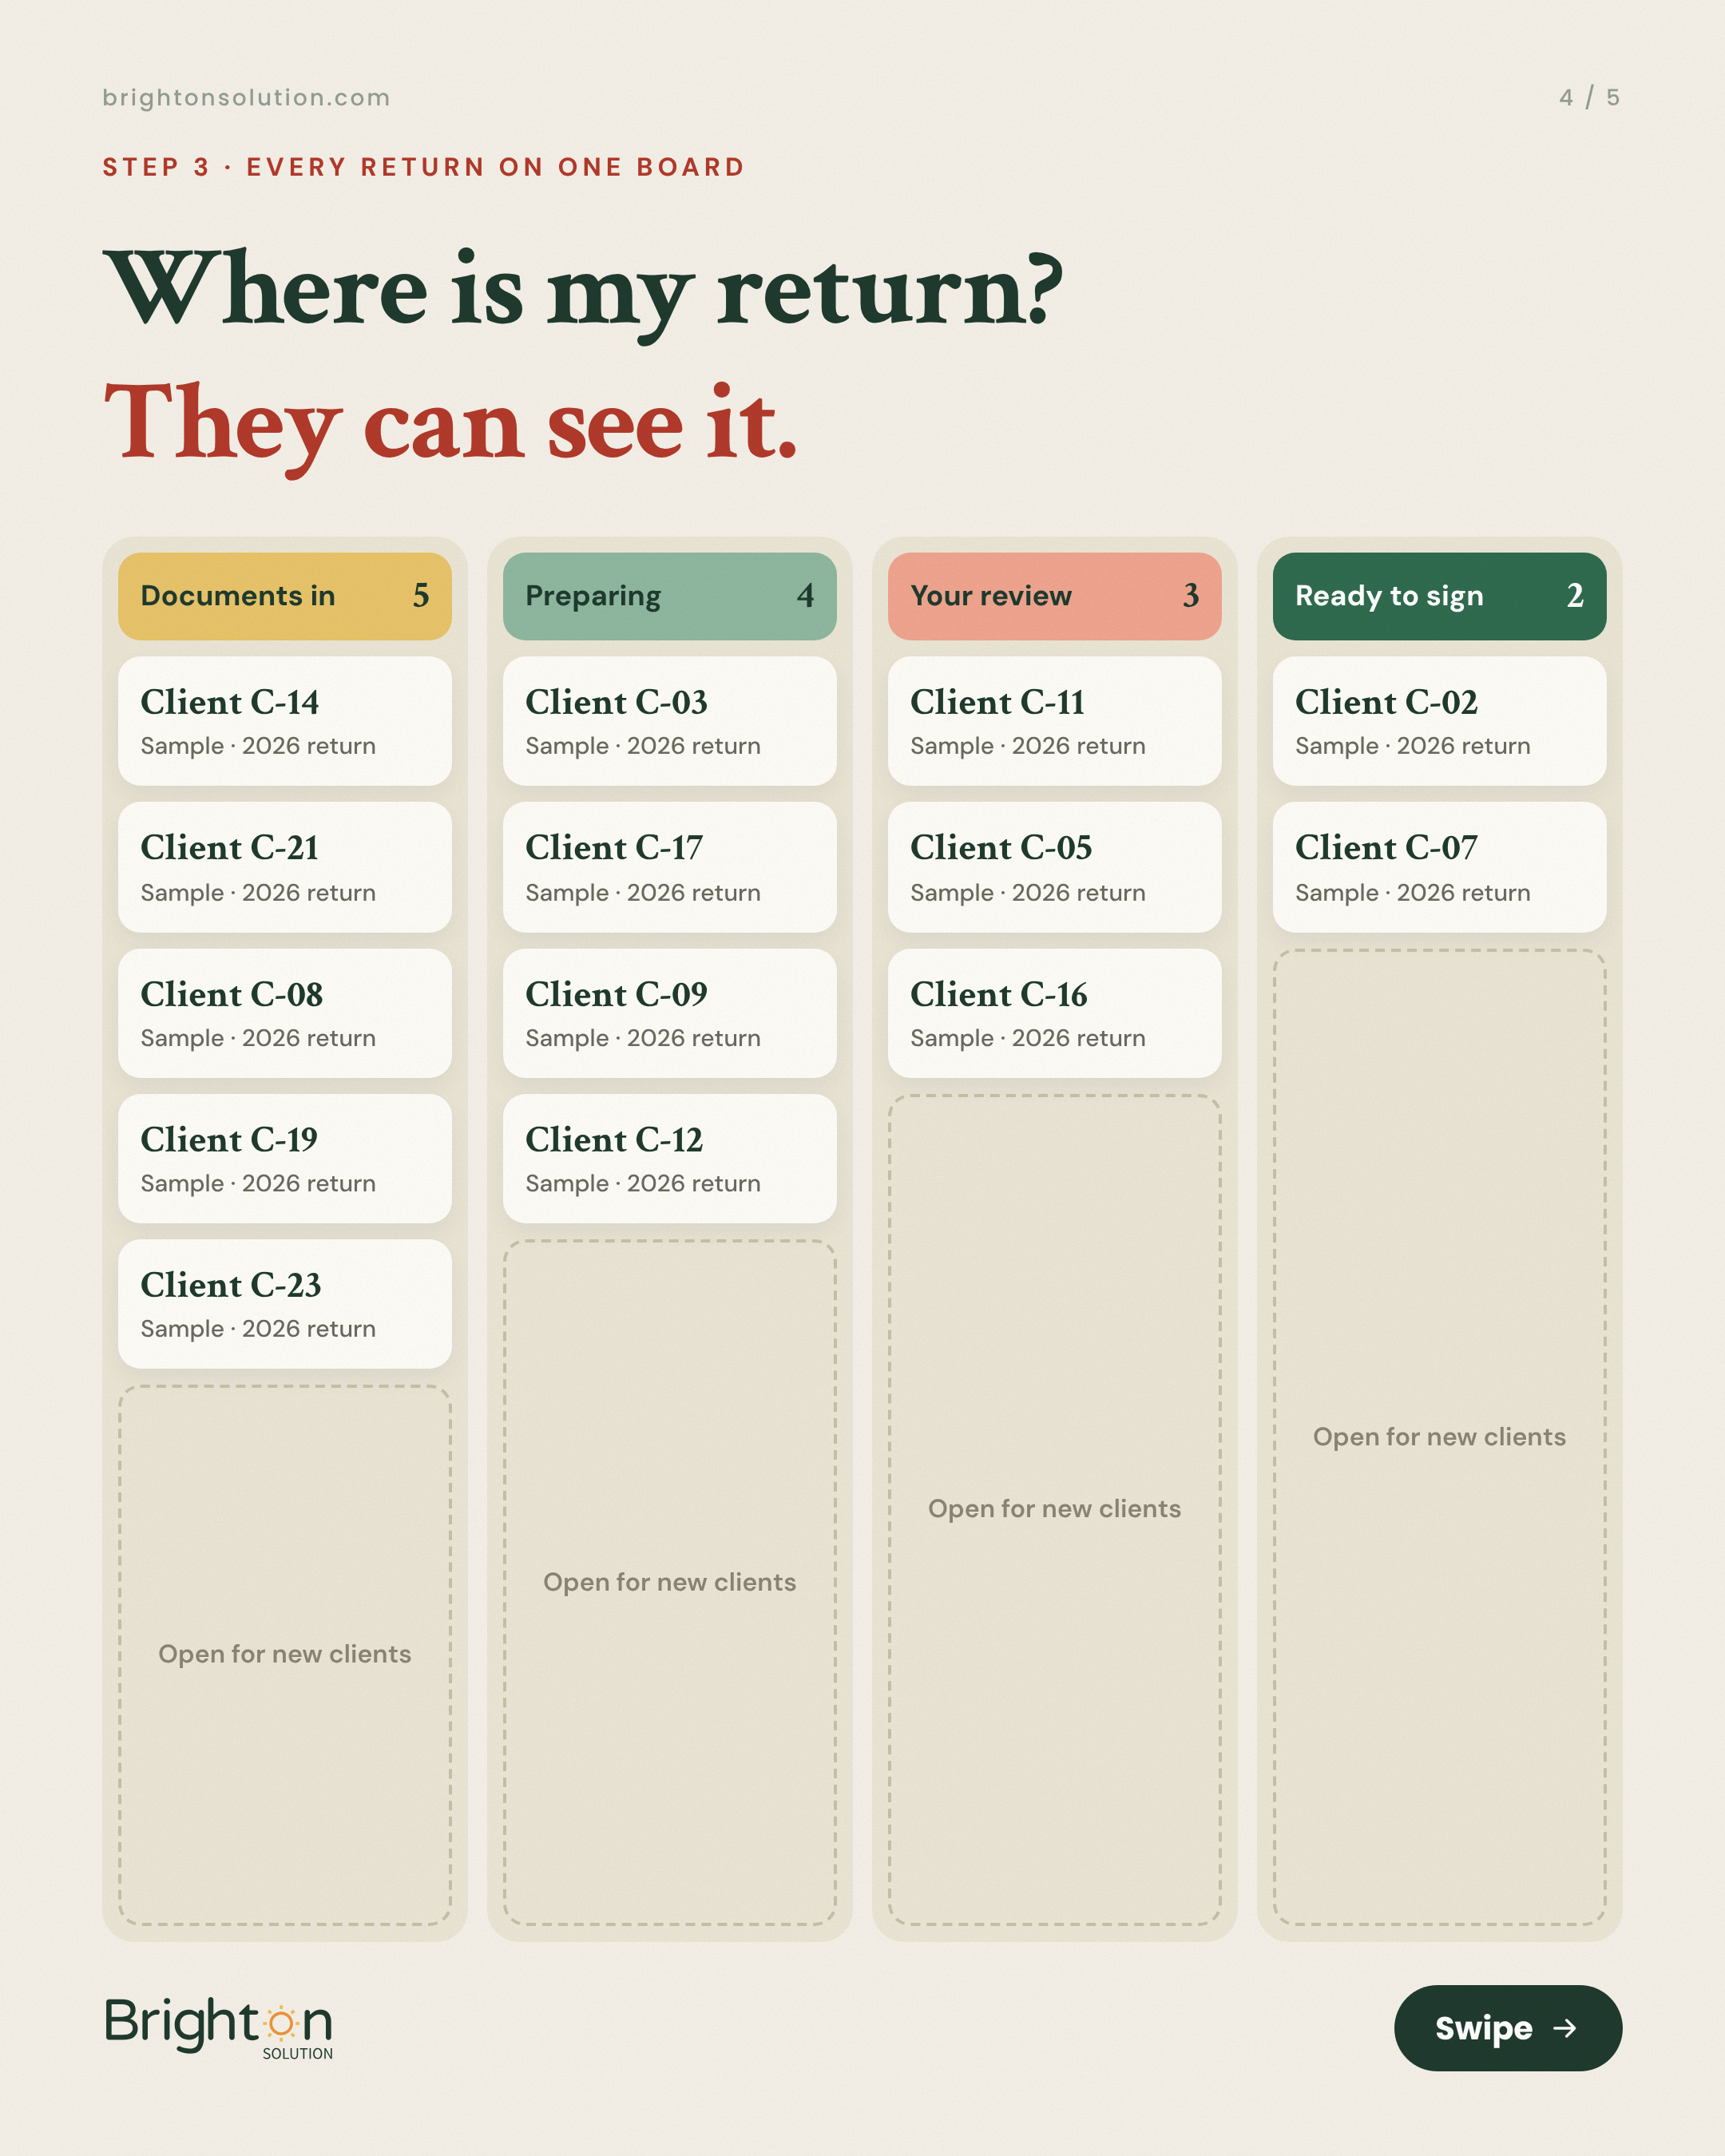 brightonsolution.com
4 / 5
STEP 3 · EVERY RETURN ON ONE BOARD
Where is my return?
They can see it.
Documents in 5
Client C-14
Sample · 2026 return
Client C-21
Sample · 2026 return
Client C-08
Sample · 2026 return
Client C-19
Sample · 2026 return
Client C-23
Sample · 2026 return
Open for new clients
Preparing 4
Client C-03
Sample · 2026 return
Client C-17
Sample · 2026 return
Client C-09
Sample · 2026 return
Client C-12
Sample · 2026 return
Open for new clients
Your review 3
Client C-11
Sample · 2026 return
Client C-05
Sample · 2026 return
Client C-16
Sample · 2026 return
Open for new clients
Ready to sign 2
Client C-02
Sample · 2026 return
Client C-07
Sample · 2026 return
Open for new clients
Brighton
SOLUTION
Swipe →